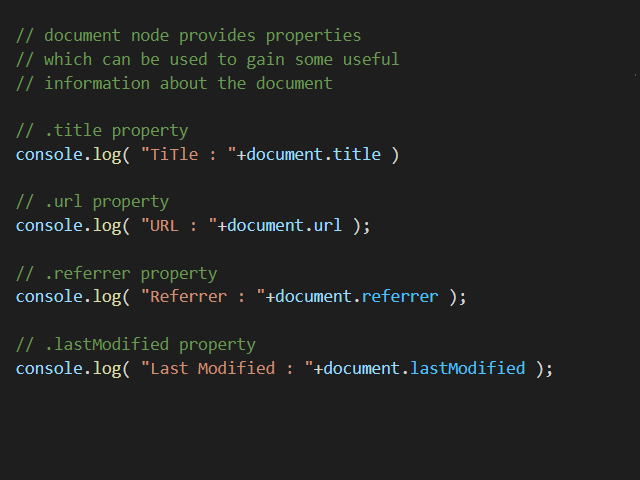 // document node provides properties
// which can be used to gain some useful
// information about the document
// .title property
console.log( "TiTle : "+document.title )
// .url property
console.log( "URL : "+document.url );
// .referrer property
console.log( "Referrer : "+document.referrer );
// .lastModified property
console.log( "Last Modified : "+document.lastModified );